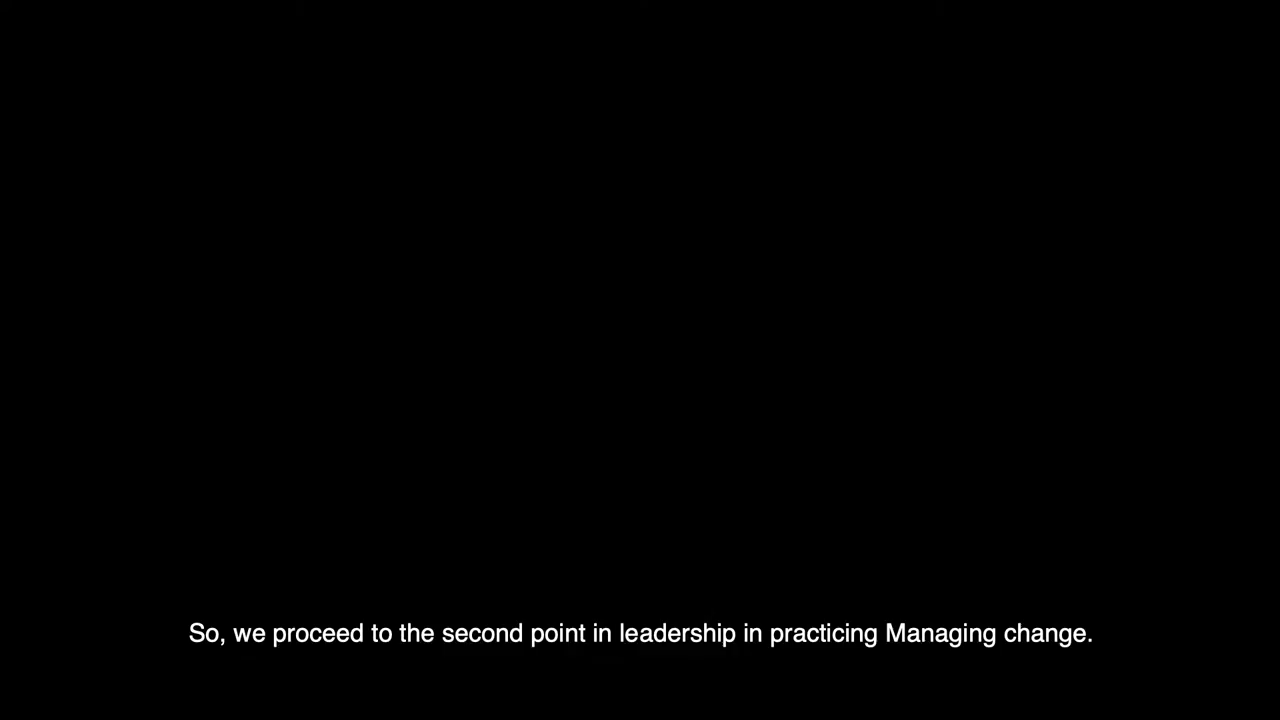 So, we proceed to the second point in leadership in practicing Managing change.